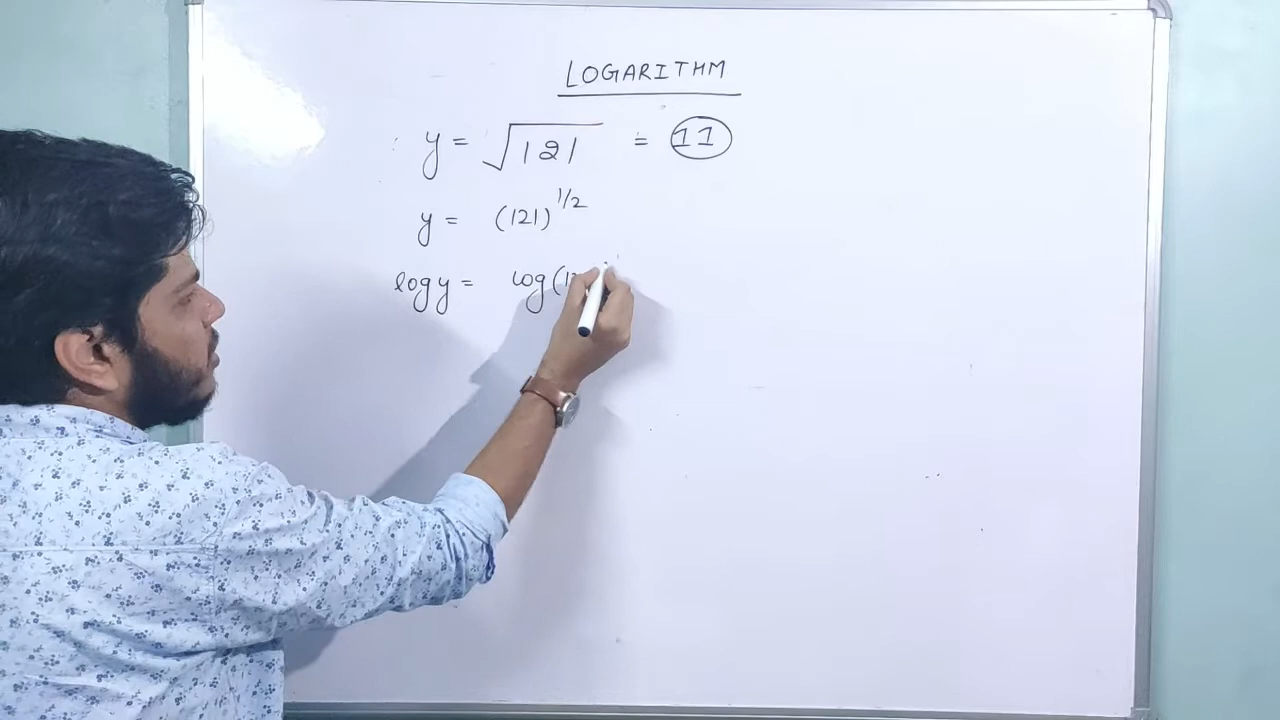 LOGARITHM
y = √121 = 11
y = (121)^1/2
log y = log(1